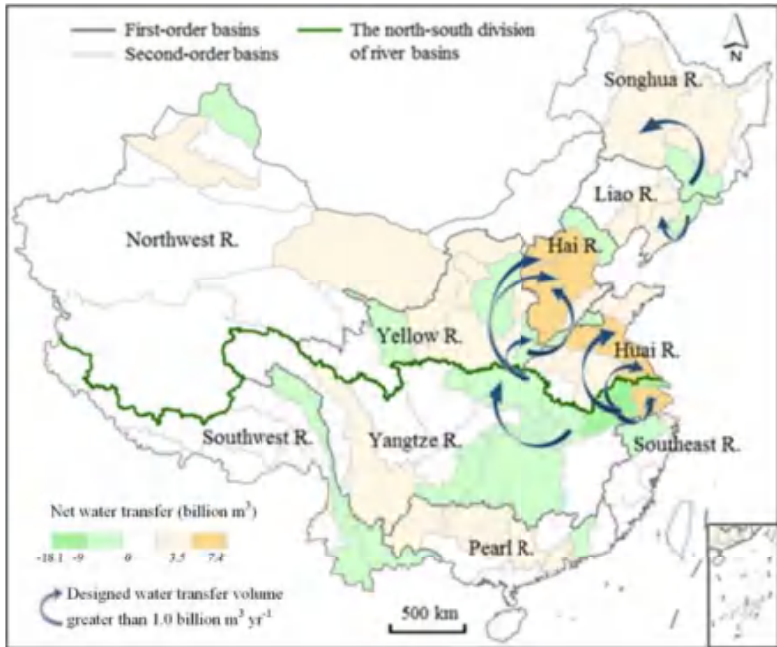 First-order basins
Second-order basins
The north-south division
of river basins
N
Songhua R.
Liao R.
Northwest R.
Hai R.
Yellow R.
Huai R.
Southwest R.
Yangtze R.
Southeast R.
Pearl R.
Net water transfer (billion m³)
-18.1 -9 0 3.5 7.4
Designed water transfer volume
greater than 1.0 billion m³ yr⁻¹
500 km